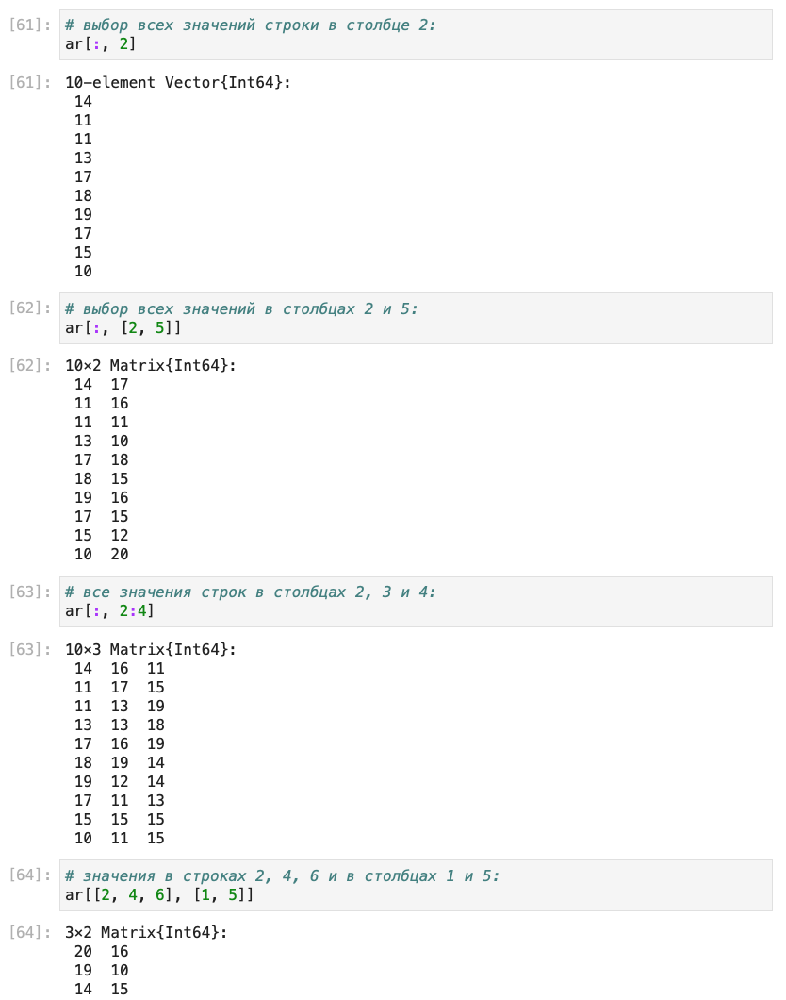 [61]: # выбор всех значений строки в столбце 2:
ar[:, 2]
[61]: 10-element Vector{Int64}:
14
11
11
13
17
18
19
17
15
10
[62]: # выбор всех значений в столбцах 2 и 5:
ar[:, [2, 5]]
[62]: 10×2 Matrix{Int64}:
14  17
11  16
11  11
13  10
17  18
18  15
19  16
17  15
15  12
10  20
[63]: # все значения строк в столбцах 2, 3 и 4:
ar[:, 2:4]
[63]: 10×3 Matrix{Int64}:
14  16  11
11  17  15
11  13  19
13  13  18
17  16  19
18  19  14
19  12  14
17  11  13
15  15  15
10  11  15
[64]: # значения в строках 2, 4, 6 и в столбцах 1 и 5:
ar[[2, 4, 6], [1, 5]]
[64]: 3×2 Matrix{Int64}:
20  16
19  10
14  15